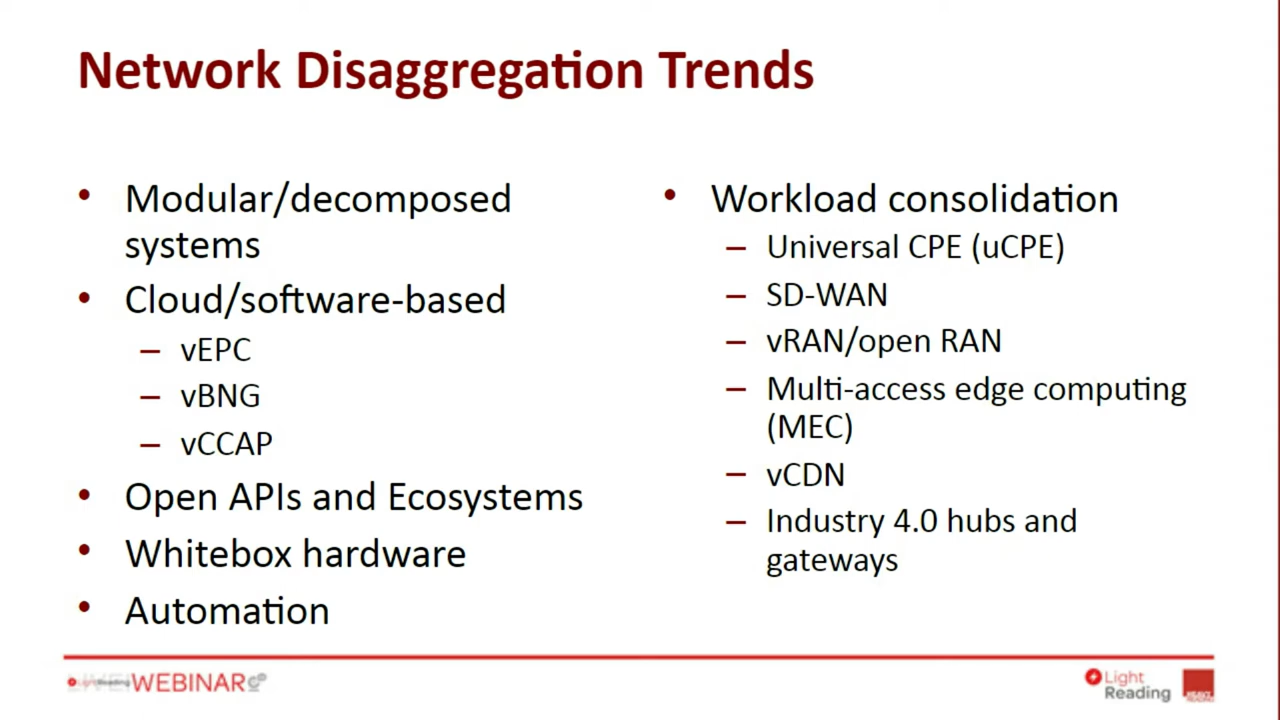 Network Disaggregation Trends
• Modular/decomposed
systems
• Cloud/software-based
– vEPC
– vBNG
– vCCAP
• Open APIs and Ecosystems
• Whitebox hardware
• Automation
• Workload consolidation
– Universal CPE (uCPE)
– SD-WAN
– vRAN/open RAN
– Multi-access edge computing
(MEC)
– vCDN
– Industry 4.0 hubs and
gateways
WEBINAR
Light
Reading